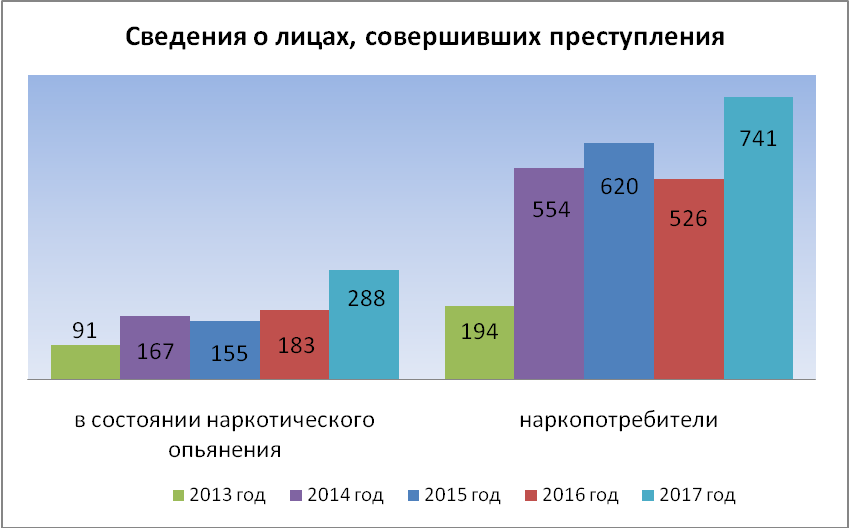 Сведения о лицах, совершивших преступления
91
167
155
183
288
194
554
620
526
741
в состоянии наркотического
опьянения
наркопотребители
2013 год
2014 год
2015 год
2016 год
2017 год